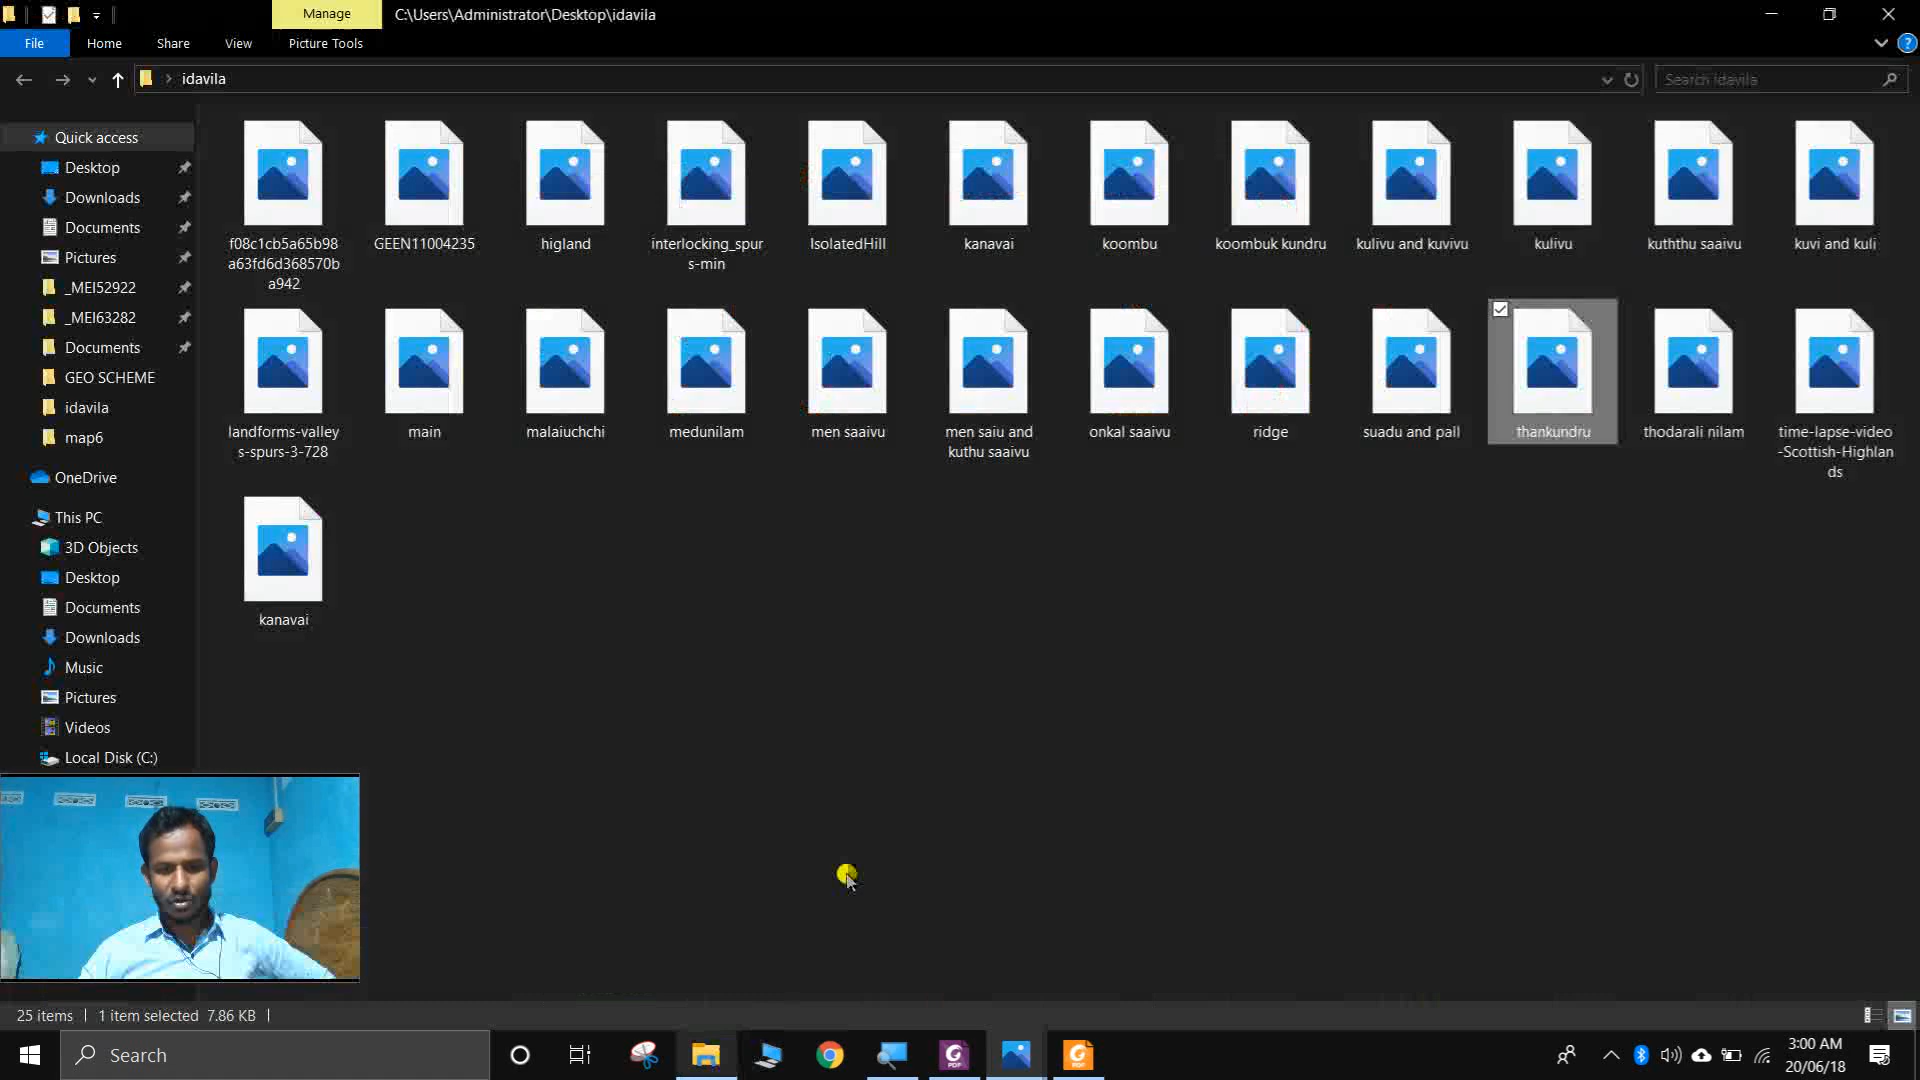 Manage
C:\Users\Administrator\Desktop\idavila
File
Home
Share
View
Picture Tools
idavila
Search idavila
Quick access
Desktop
Downloads
Documents
Pictures
_MEI52922
_MEI63282
Documents
GEO SCHEME
idavila
map6
OneDrive
This PC
3D Objects
Desktop
Documents
Downloads
Music
Pictures
Videos
Local Disk (C:)
f08c1cb5a65b98
a63fd6d368570b
a942
GEEN11004235
higland
interlocking_spur
s-min
IsolatedHill
kanavai
koombu
koombuk kundru
kulivu and kuvivu
kulivu
kuththu saaivu
kuvi and kuli
landforms-valley
s-spurs-3-728
main
malaiuchchi
medunilam
men saaivu
men saiu and
kuthu saaivu
onkal saaivu
ridge
suadu and pall
thankundru
thodarali nilam
time-lapse-video
-Scottish-Highlan
ds
kanavai
25 items
1 item selected 7.86 KB
Search
PDF
3:00 AM
20/06/18